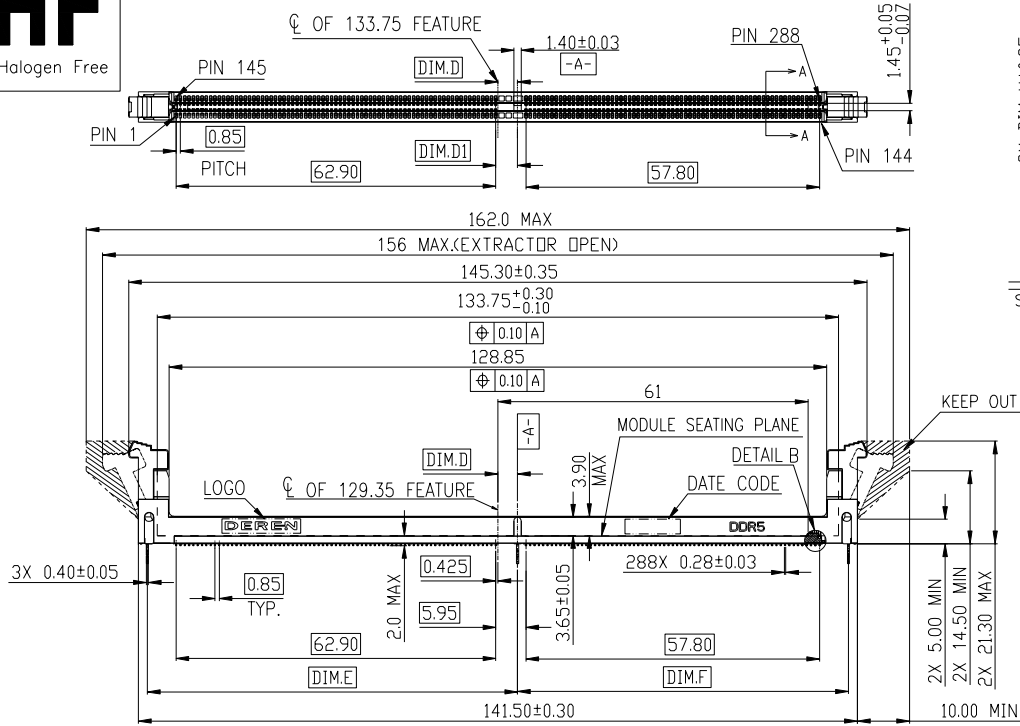 HF
Halogen Free
℄ OF 133.75 FEATURE
1.40±0.03
-A-
DIM.D
PIN 288
1.45+0.05
-0.07
A
PIN 145
PIN 1
0.85
PITCH
62.90
DIM.D1
57.80
A
PIN 144
162.0 MAX
156 MAX.(EXTRACTOR OPEN)
145.30±0.35
133.75+0.30
-0.10
⌖ 0.10 A
128.85
⌖ 0.10 A
61
KEEP OUT
-A-
MODULE SEATING PLANE
DIM.D
3.90
MAX
DETAIL B
LOGO
℄ OF 129.35 FEATURE
DATE CODE
DEREN
DDR5
3X 0.40±0.05
0.85
TYP.
2.0 MAX
0.425
5.95
3.65±0.05
288X 0.28±0.03
2X 5.00 MIN
2X 14.50 MIN
2X 21.30 MAX
62.90
57.80
DIM.E
DIM.F
141.50±0.30
10.00 MIN